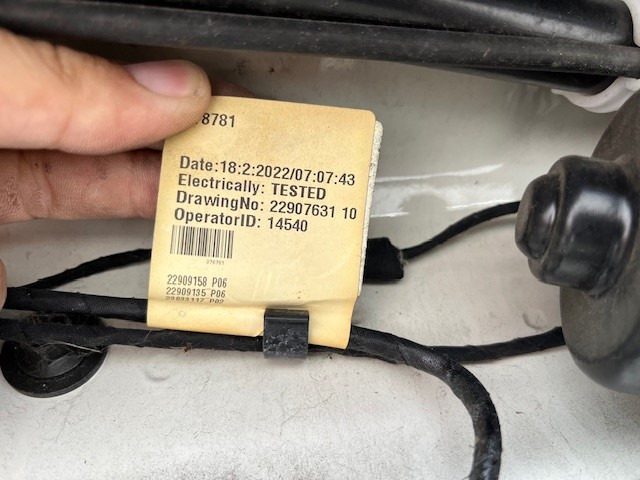 8781
Date:18:2:2022/07:07:43
Electrically: TESTED
DrawingNo: 22907631 10
OperatorID: 14540
22909158 P06
22909135 P06